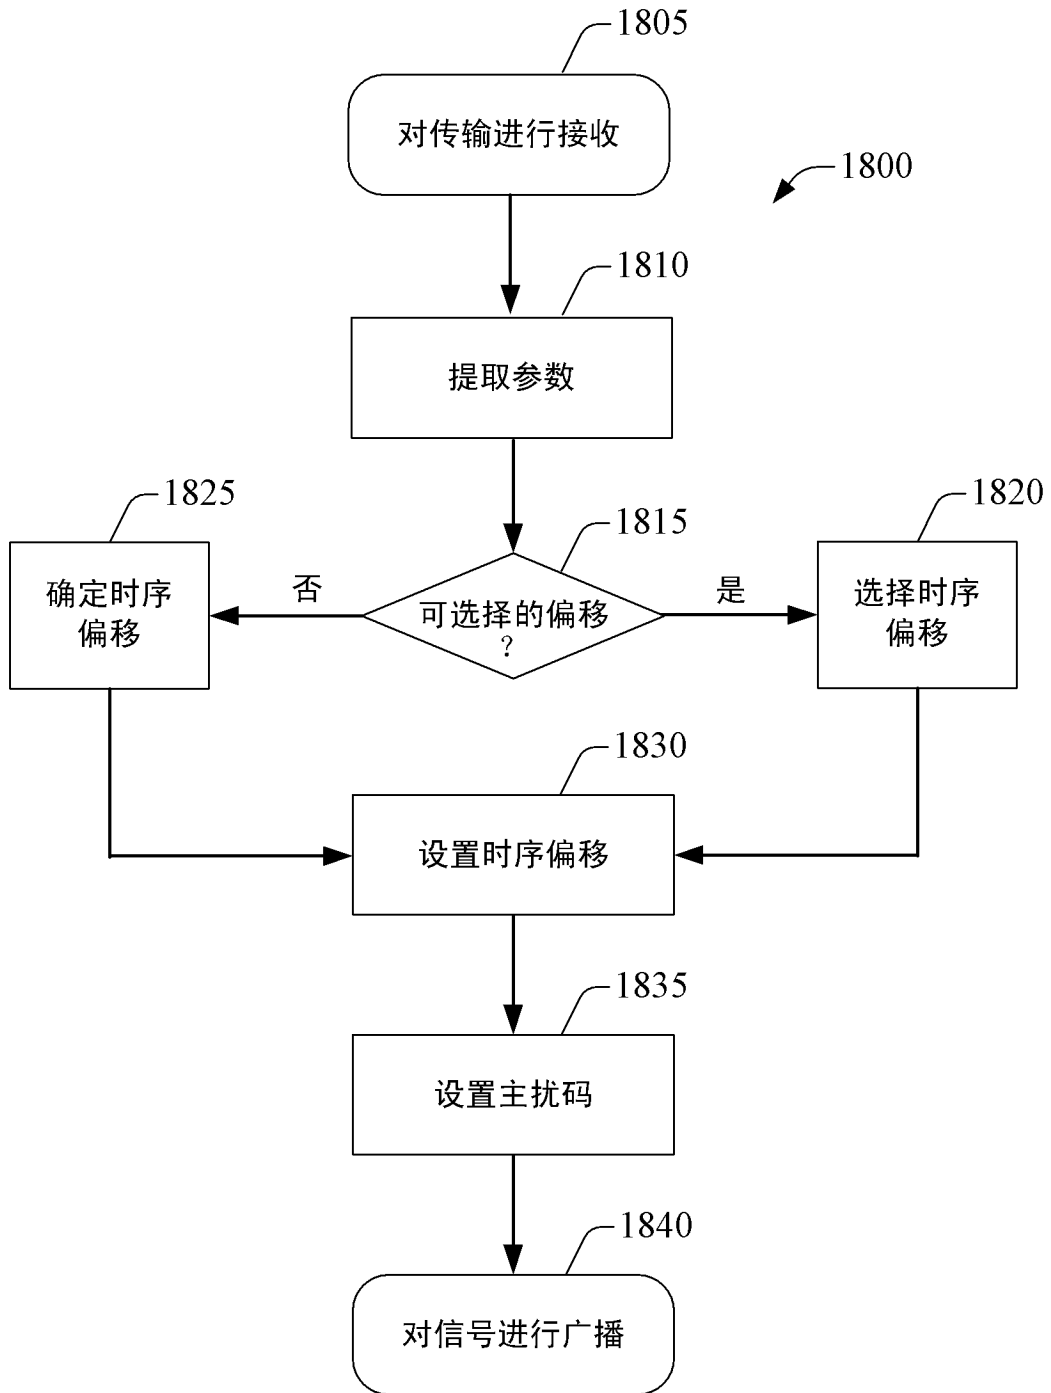 1805
对传输进行接收
1800
1810
提取参数
1825
1820
1815
确定时序
偏移
否
可选择的偏移
？
是
选择时序
偏移
1830
设置时序偏移
1835
设置主扰码
1840
对信号进行广播